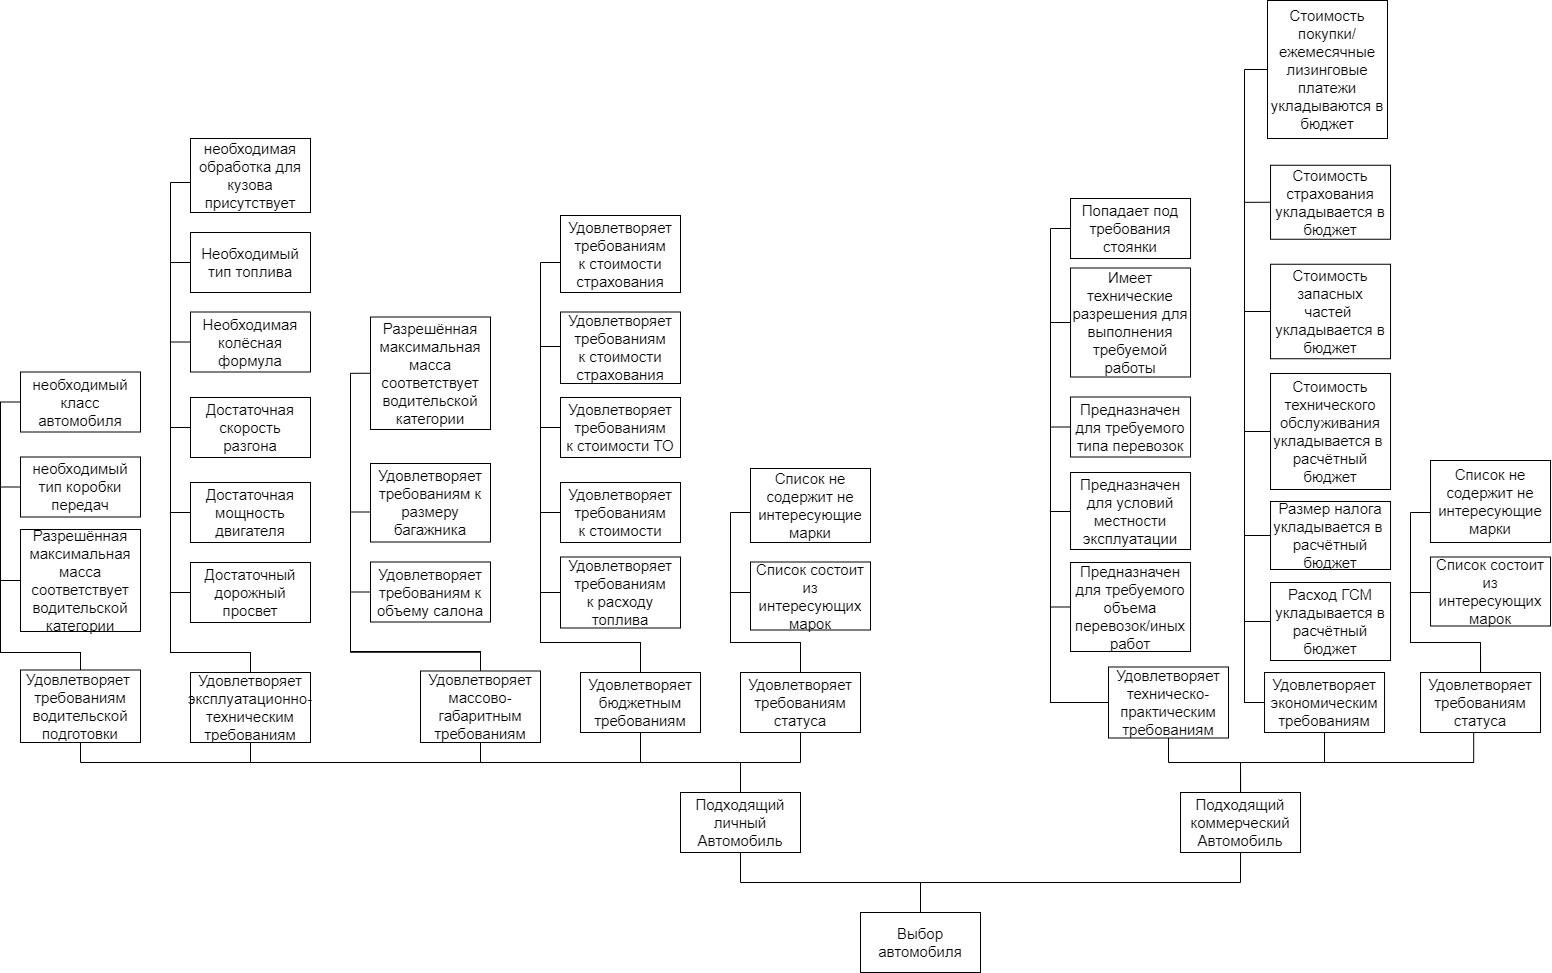 необходимый
класс
автомобиля
необходимый
тип коробки
передач
Разрешённая
максимальная
масса
соответствует
водительской
категории
Удовлетворяет
требованиям
водительской
подготовки
необходимая
обработка для
кузова
присутствует
Необходимый
тип топлива
Необходимая
колёсная
формула
Достаточная
скорость
разгона
Достаточная
мощность
двигателя
Достаточный
дорожный
просвет
Удовлетворяет
эксплуатационно-
техническим
требованиям
Разрешённая
максимальная
масса
соответствует
водительской
категории
Удовлетворяет
требованиям к
размеру
багажника
Удовлетворяет
требованиям к
объему салона
Удовлетворяет
массово-
габаритным
требованиям
Удовлетворяет
требованиям
к стоимости
страхования
Удовлетворяет
требованиям
к стоимости
страхования
Удовлетворяет
требованиям
к стоимости ТО
Удовлетворяет
требованиям
к стоимости
Удовлетворяет
требованиям
к расходу
топлива
Удовлетворяет
бюджетным
требованиям
Список не
содержит не
интересующие
марки
Список состоит
из
интересующих
марок
Удовлетворяет
требованиям
статуса
Попадает под
требования
стоянки
Имеет
технические
разрешения для
выполнения
требуемой
работы
Предназначен
для требуемого
типа перевозок
Предназначен
для условий
местности
эксплуатации
Предназначен
для требуемого
объема
перевозок/иных
работ
Удовлетворяет
техническо-
практическим
требованиям
Стоимость
покупки/
ежемесячные
лизинговые
платежи
укладываются в
бюджет
Стоимость
страхования
укладывается в
бюджет
Стоимость
запасных
частей
укладывается в
бюджет
Стоимость
технического
обслуживания
укладывается в
расчётный
бюджет
Размер налога
укладывается в
расчётный
бюджет
Расход ГСМ
укладывается в
расчётный
бюджет
Удовлетворяет
экономическим
требованиям
Список не
содержит не
интересующие
марки
Список состоит
из
интересующих
марок
Удовлетворяет
требованиям
статуса
Подходящий
личный
Автомобиль
Подходящий
коммерческий
Автомобиль
Выбор
автомобиля